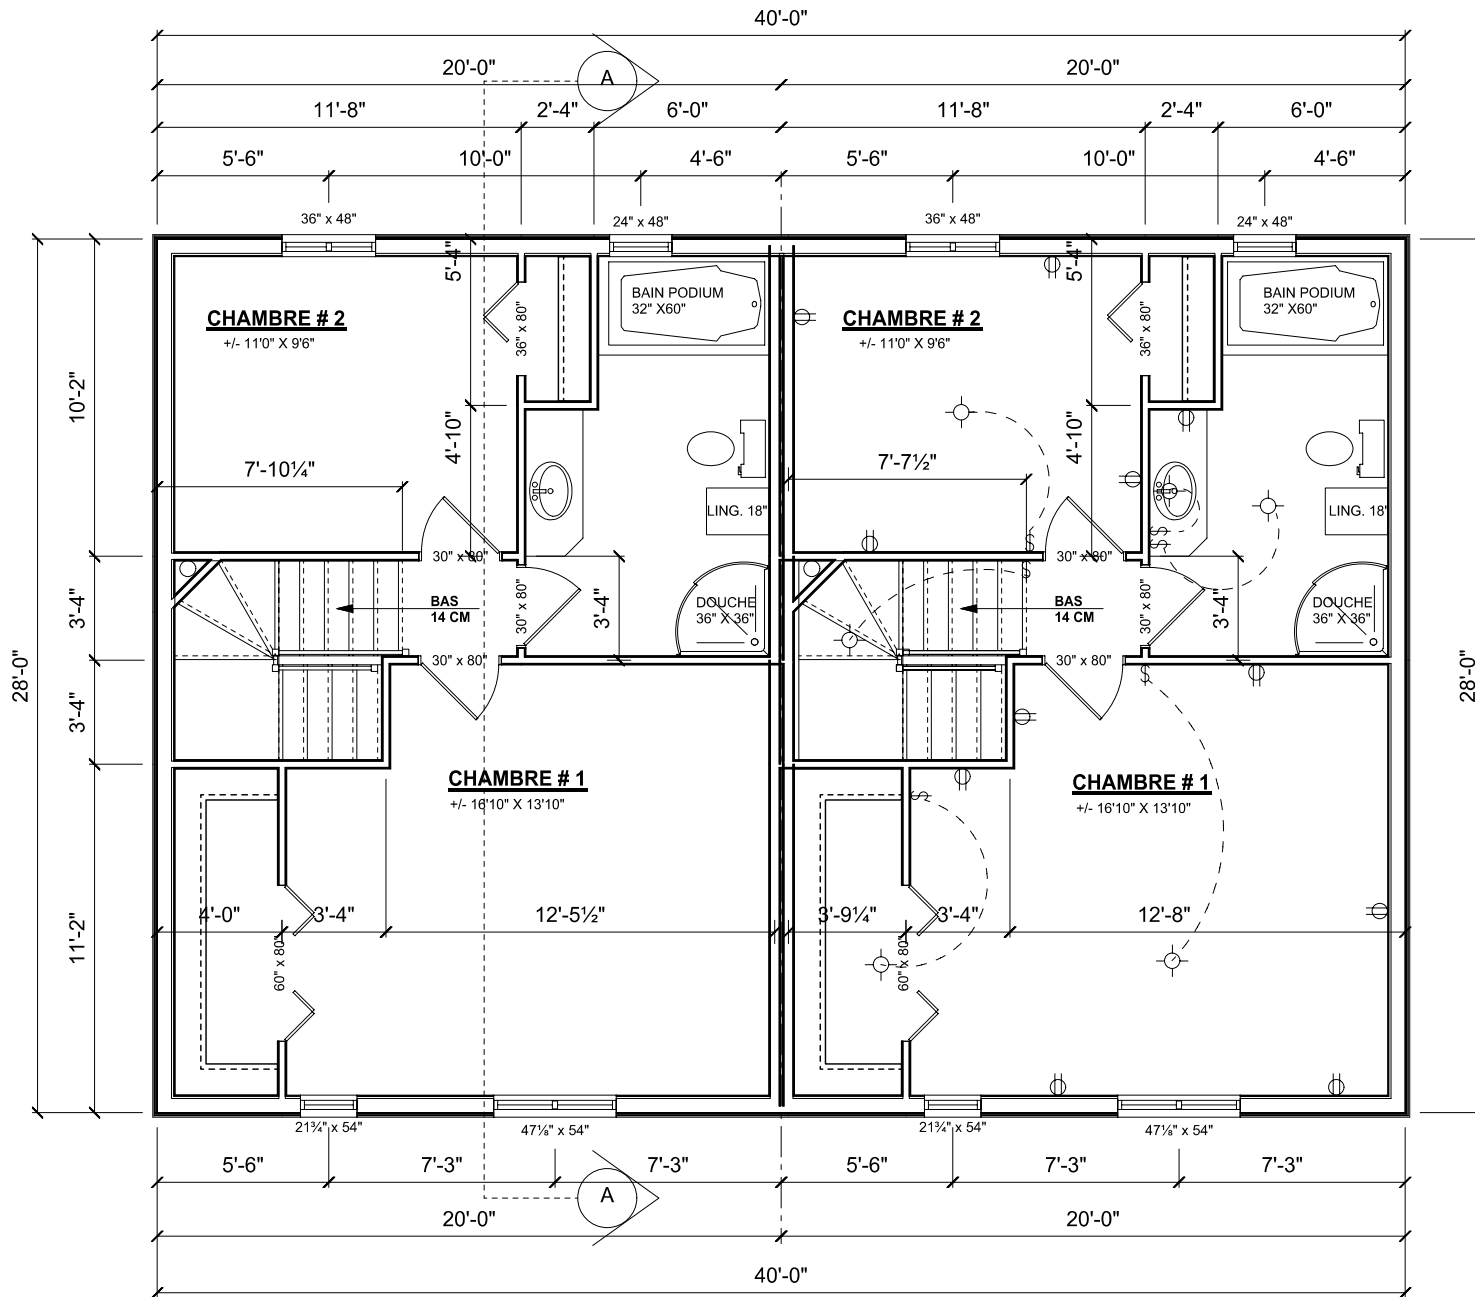 40'-0"
20'-0" A 20'-0"
11'-8" 2'-4" 6'-0" 11'-8" 2'-4" 6'-0"
5'-6" 10'-0" 4'-6" 5'-6" 10'-0" 4'-6"
36" x 48" 24" x 48" 36" x 48" 24" x 48"
5'-4" 5'-4"
BAIN PODIUM BAIN PODIUM
32" X60" 32" X60"
CHAMBRE # 2 CHAMBRE # 2
+/- 11'0" X 9'6" +/- 11'0" X 9'6"
36" x 80" 36" x 80"
10'-2"
4'-10" 4'-10"
7'-10¼" 7'-7½"
LING. 18" LING. 18"
$ $ $
30" x 80" 30" x 80"
$
3'-4" 30" x 80" 3'-4" 30" x 80" 3'-4"
BAS DOUCHE BAS DOUCHE
14 CM 36" X 36" 14 CM 36" X 36"
28'-0" 28'-0"
30" x 80" 30" x 80"
$
3'-4"
CHAMBRE # 1 CHAMBRE # 1
+/- 16'10" X 13'10" +/- 16'10" X 13'10"
$
11'-2"
4'-0" 3'-4" 12'-5½" 3'-9¼" 3'-4" 12'-8"
60" x 80" 60" x 80"
21¾" x 54" 47⅛" x 54" 21¾" x 54" 47⅛" x 54"
5'-6" 7'-3" 7'-3" 5'-6" 7'-3" 7'-3"
A
20'-0" 20'-0"
40'-0"